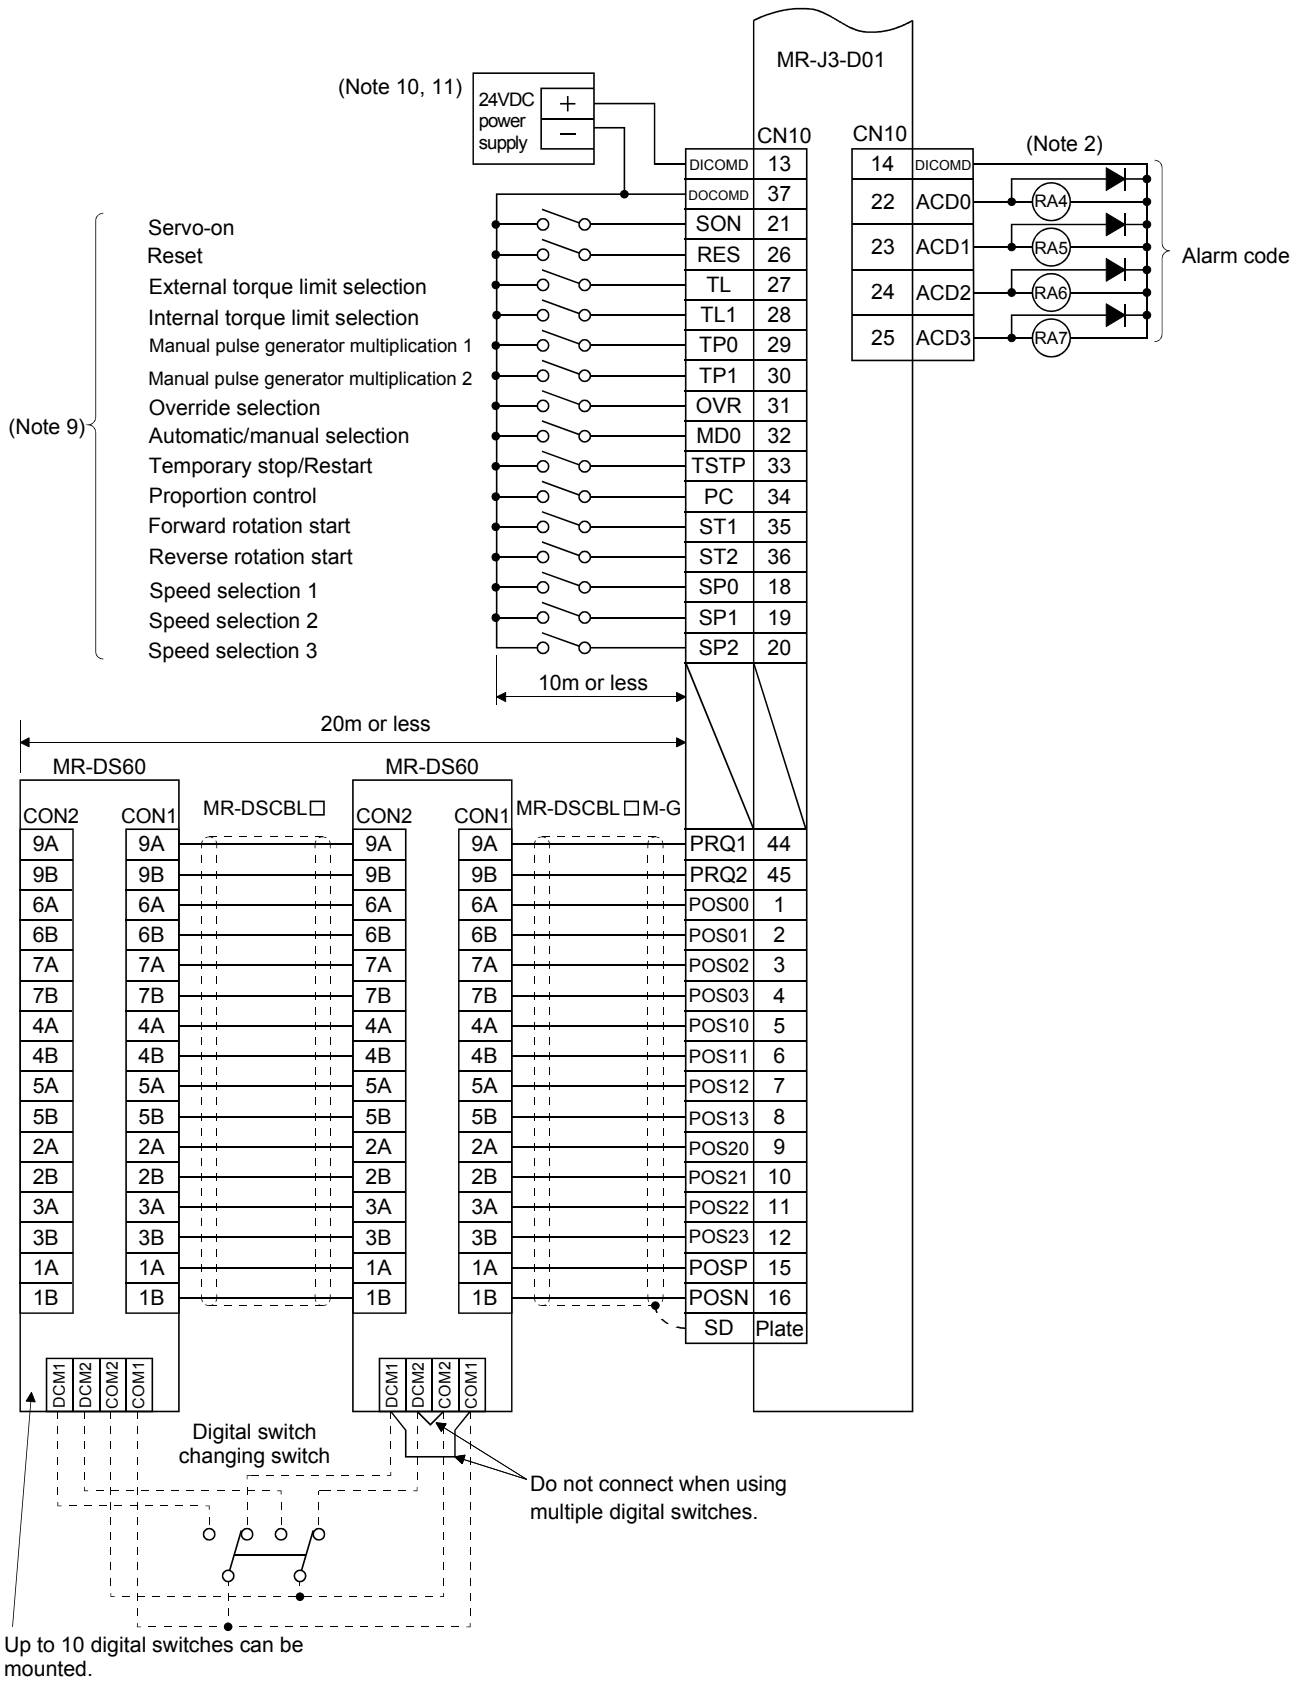 MR-J3-D01
(Note 10, 11)
24VDC
power
supply
+
−
CN10
CN10
(Note 2)
DICOMD 13
DOCOMD 37
Servo-on SON 21
Reset RES 26
External torque limit selection TL 27
Internal torque limit selection TL1 28
Manual pulse generator multiplication 1 TP0 29
Manual pulse generator multiplication 2 TP1 30
Override selection OVR 31
(Note 9)
Automatic/manual selection MD0 32
Temporary stop/Restart TSTP 33
Proportion control PC 34
Forward rotation start ST1 35
Reverse rotation start ST2 36
Speed selection 1 SP0 18
Speed selection 2 SP1 19
Speed selection 3 SP2 20
14 DICOMD
22 ACD0 RA4
23 ACD1 RA5
24 ACD2 RA6
25 ACD3 RA7
Alarm code
10m or less
20m or less
MR-DS60
MR-DS60
CON2
CON1
MR-DSCBL□
CON2
CON1
MR-DSCBL□M-G
9A 9A 9A 9A PRQ1 44
9B 9B 9B 9B PRQ2 45
6A 6A 6A 6A POS00 1
6B 6B 6B 6B POS01 2
7A 7A 7A 7A POS02 3
7B 7B 7B 7B POS03 4
4A 4A 4A 4A POS10 5
4B 4B 4B 4B POS11 6
5A 5A 5A 5A POS12 7
5B 5B 5B 5B POS13 8
2A 2A 2A 2A POS20 9
2B 2B 2B 2B POS21 10
3A 3A 3A 3A POS22 11
3B 3B 3B 3B POS23 12
1A 1A 1A 1A POSP 15
1B 1B 1B 1B POSN 16
SD Plate
DCM1 DCM2 COM2 COM1
DCM1 DCM2 COM2 COM1
Digital switch
changing switch
Do not connect when using
multiple digital switches.
Up to 10 digital switches can be
mounted.